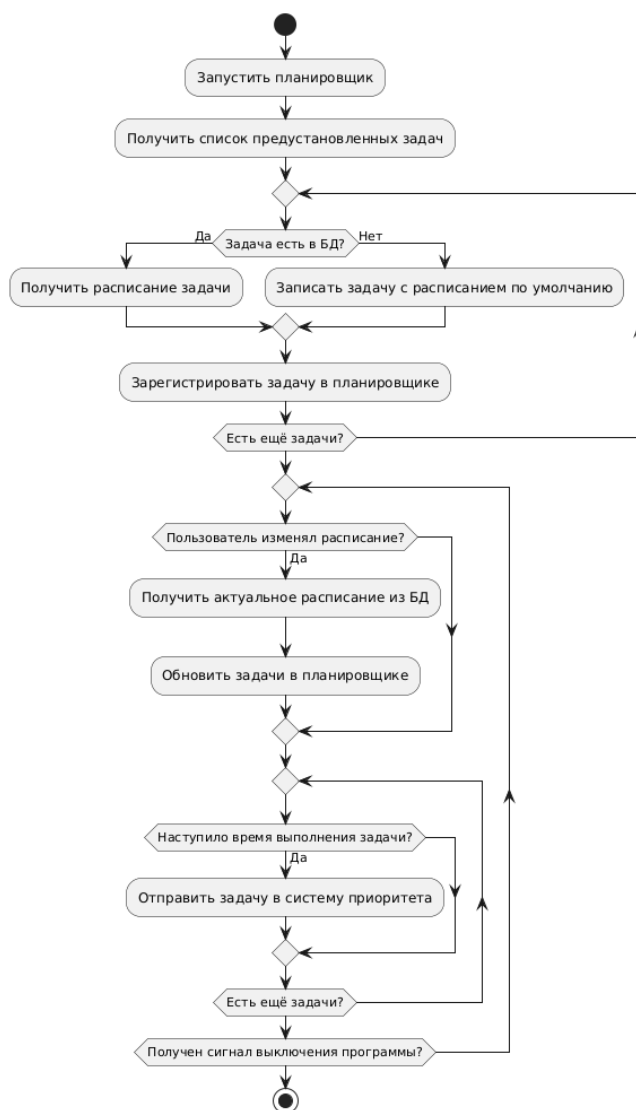 Запустить планировщик
Получить список предустановленных задач
Да
Задача есть в БД?
Нет
Получить расписание задачи
Записать задачу с расписанием по умолчанию
Зарегистрировать задачу в планировщике
Есть ещё задачи?
Пользователь изменял расписание?
Да
Получить актуальное расписание из БД
Обновить задачи в планировщике
Наступило время выполнения задачи?
Да
Отправить задачу в систему приоритета
Есть ещё задачи?
Получен сигнал выключения программы?